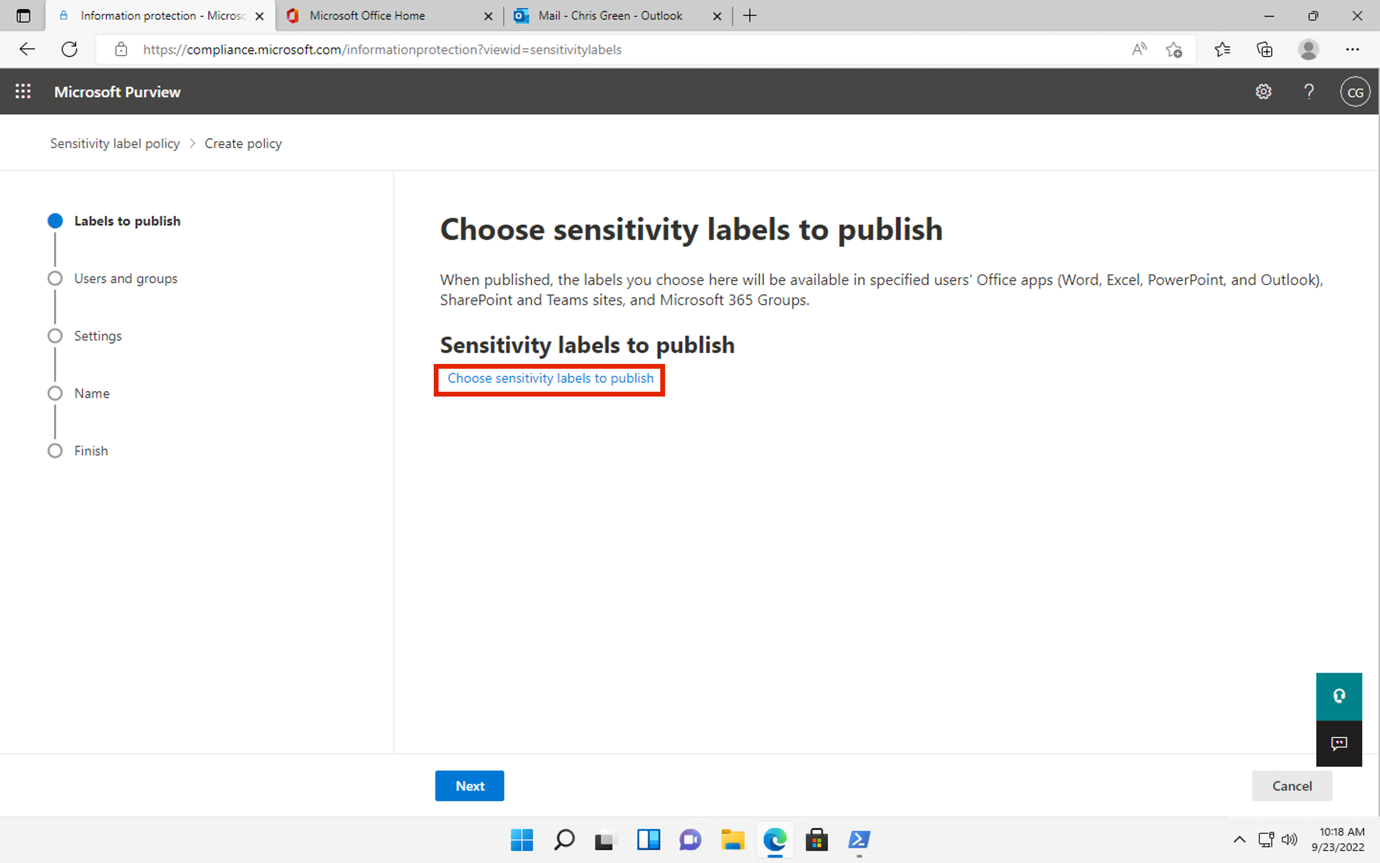 Information protection - Microso
Microsoft Office Home
Mail - Chris Green - Outlook
https://compliance.microsoft.com/informationprotection?viewid=sensitivitylabels
Microsoft Purview
?
CG
Sensitivity label policy > Create policy
Labels to publish
Users and groups
Settings
Name
Finish
Choose sensitivity labels to publish
When published, the labels you choose here will be available in specified users' Office apps (Word, Excel, PowerPoint, and Outlook),
SharePoint and Teams sites, and Microsoft 365 Groups.
Sensitivity labels to publish
Choose sensitivity labels to publish
Next
Cancel
10:18 AM
9/23/2022